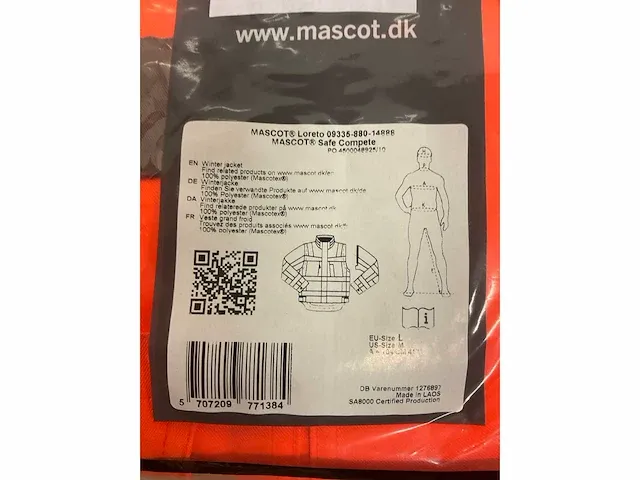 www.mascot.dk
MASCOT® Loreto 09335-880-14888
MASCOT® Safe Compete
PO 4500048925/10
EN Winter jacket
Find related products on www.mascot.dk/en
100% polyester (Mascotex®)
DE Winterjacke
Finden Sie verwandte Produkte auf www.mascot.dk/de
100% Polyester (Mascotex®)
DA Vinterjakke
Find relaterede produkter på www.mascot.dk
100% polyester (Mascotex®)
FR Veste grand froid
Trouvez des produits associés www.mascot.dk/fr
100% polyester (Mascotex®)
EU-Size L
US-Size M
DB Varenummer 1276897
Made in LAOS
SA8000 Certified Production
5 707209 771384